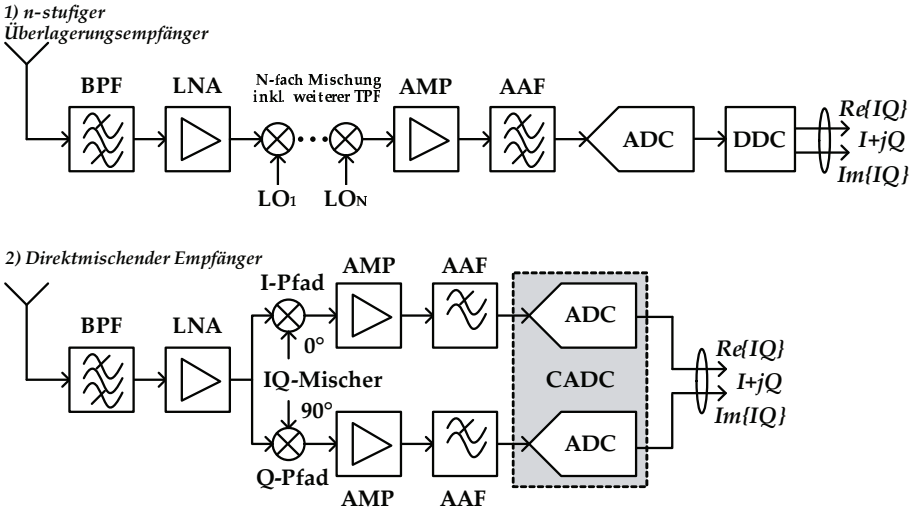 1) n-stufiger
Überlagerungsempfänger
BPF
LNA
N-fach Mischung
inkl. weiterer TPF
AMP
AAF
ADC
DDC
Re{IQ}
I+jQ
Im{IQ}
LO1
LON
2) Direktmischender Empfänger
BPF
LNA
I-Pfad
0°
IQ-Mischer
90°
Q-Pfad
AMP
AAF
ADC
CADC
AMP
AAF
ADC
Re{IQ}
I+jQ
Im{IQ}